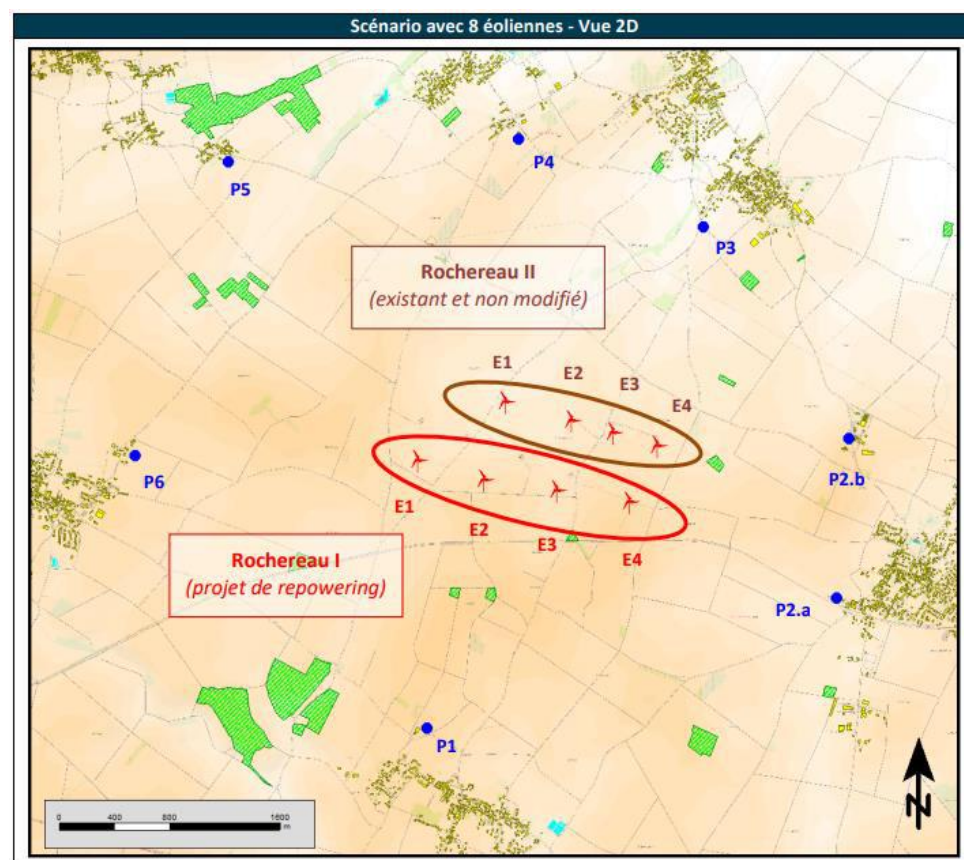 Scénario avec 8 éoliennes - Vue 2D
P4
P5
P3
Rochereau II
(existant et non modifié)
E1
E2
E3
E4
P2.b
P6
E1
E2
E3
E4
Rochereau I
(projet de repowering)
P2.a
P1
N
0 400 800 1600
m